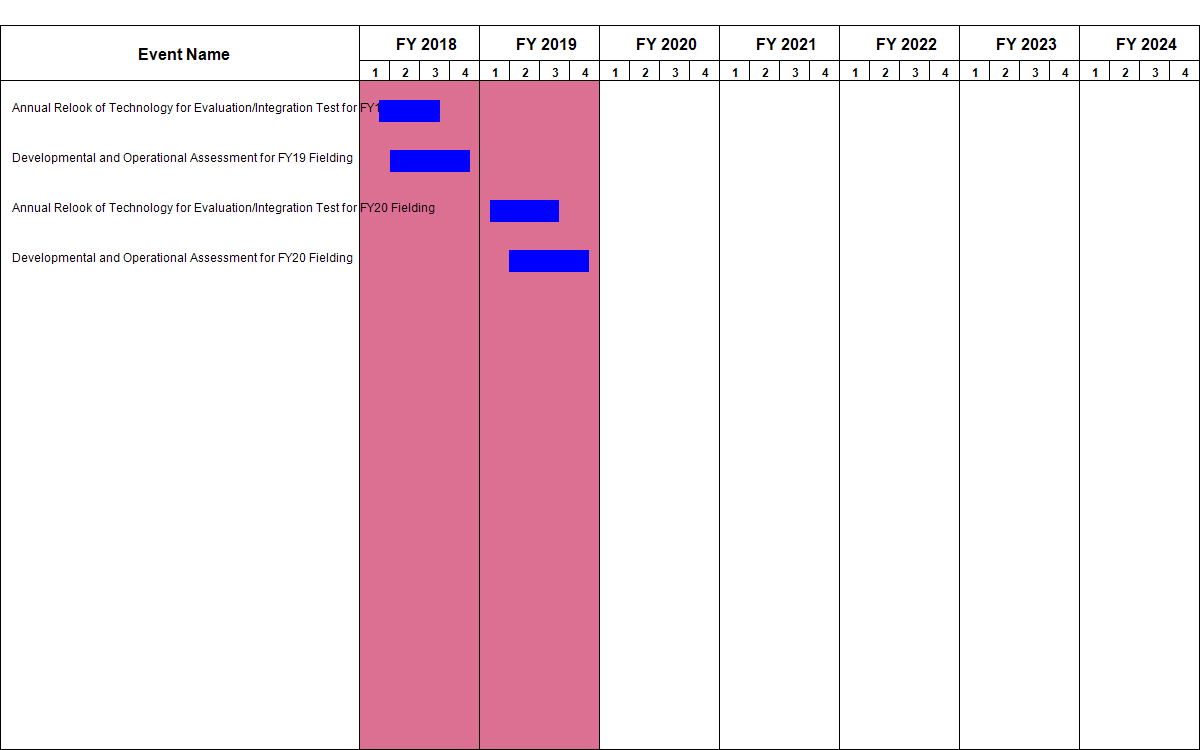 Event Name
FY 2018 FY 2019 FY 2020 FY 2021 FY 2022 FY 2023 FY 2024
1 2 3 4 1 2 3 4 1 2 3 4 1 2 3 4 1 2 3 4 1 2 3 4 1 2 3 4
Annual Relook of Technology for Evaluation/Integration Test for
Developmental and Operational Assessment for FY19 Fielding
Annual Relook of Technology for Evaluation/Integration Test for FY20 Fielding
Developmental and Operational Assessment for FY20 Fielding